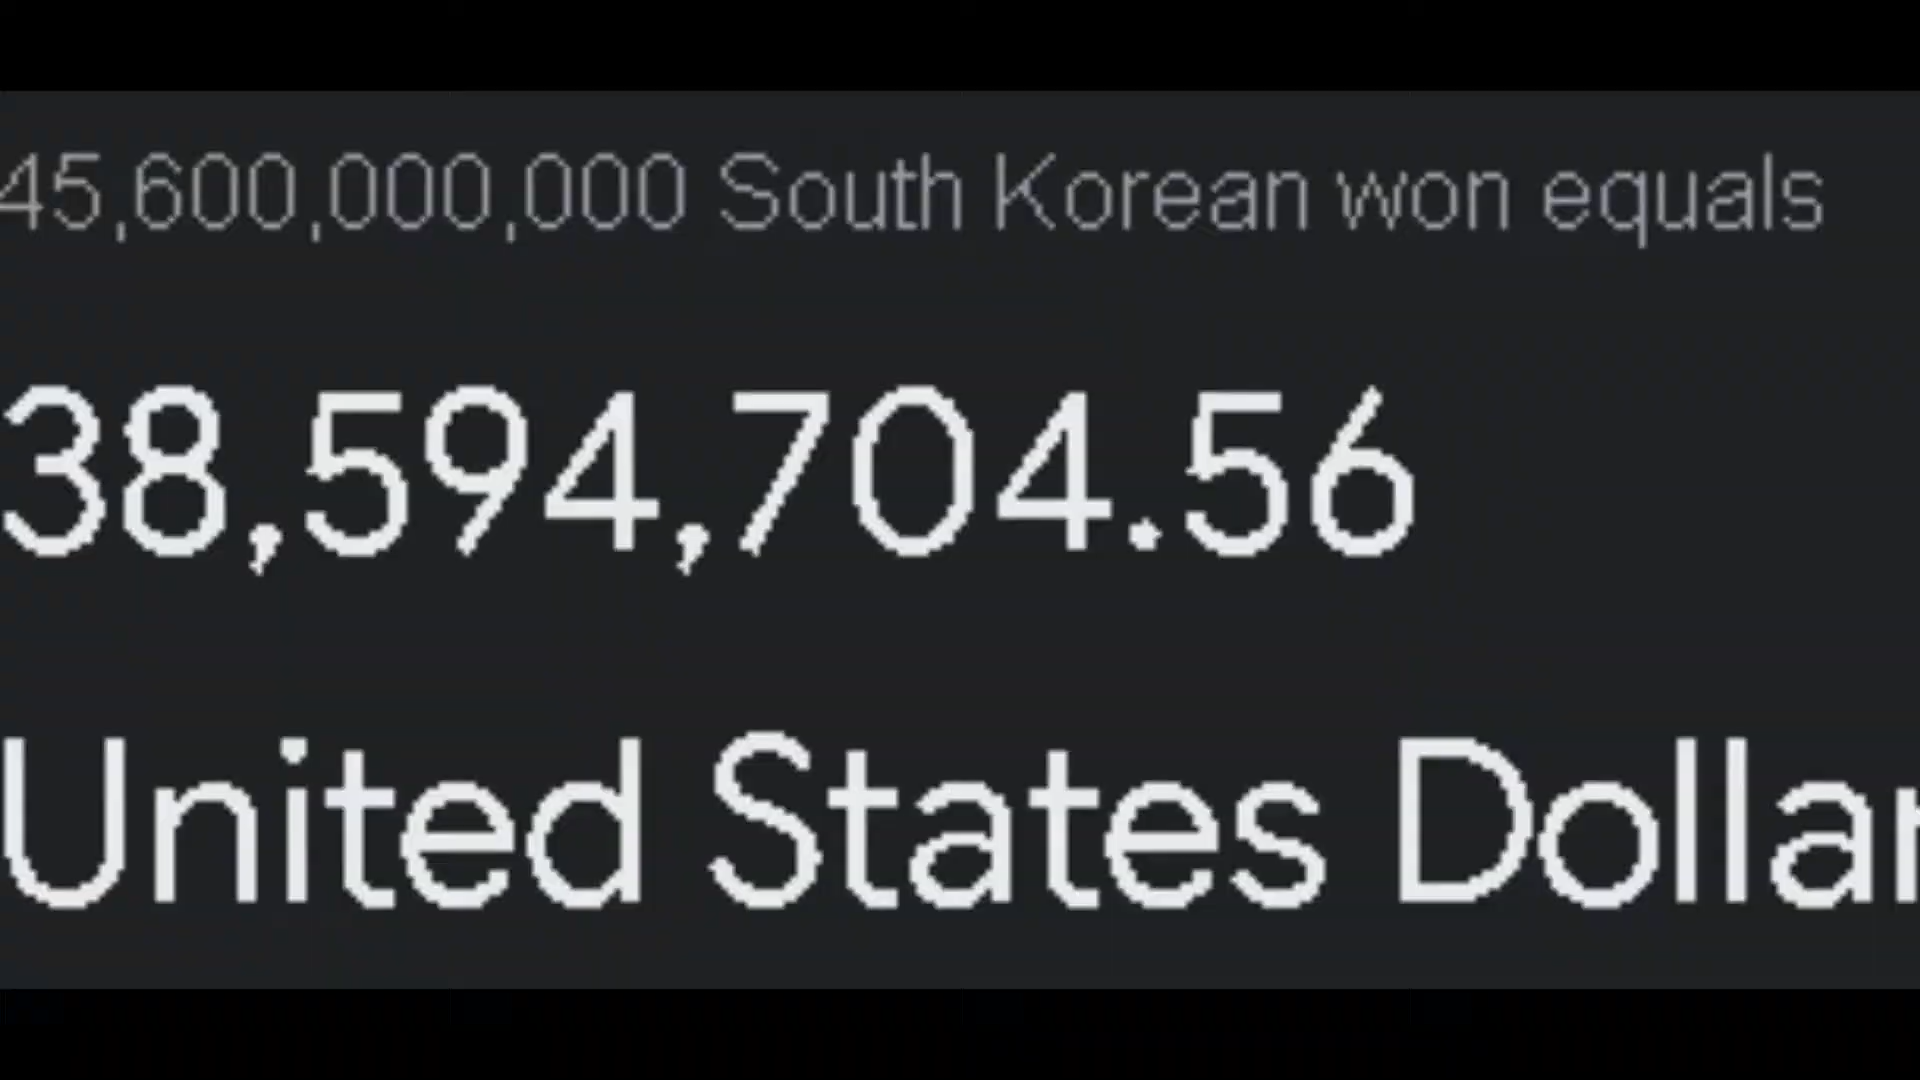 45,600,000,000 South Korean won equals
38,594,704.56
United States Dollar